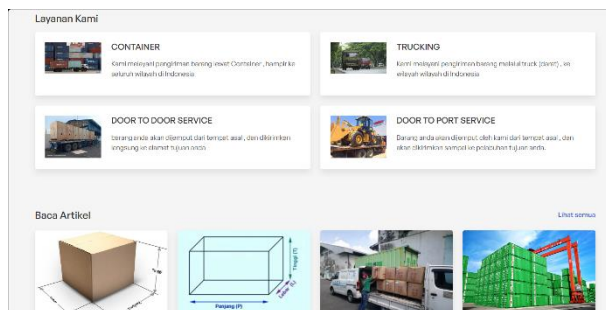 Layanan Kami
CONTAINER
Kami melayani pengiriman barang lewat Container, hampir ke
seluruh wilayah di Indonesia
TRUCKING
Kami melayani pengiriman barang melalui truck (darat), ke
wilayah wilayah di Indonesia
DOOR TO DOOR SERVICE
barang anda akan dijemput dari tempat asal, dan dikirimkan
langsung ke alamat tujuan anda.
DOOR TO PORT SERVICE
Barang anda akan dijemput oleh kami dari tempat asal, dan
akan dikirimkan sampai ke pelabuhan tujuan anda.
Baca Artikel
Lihat semua
Tinggi (T)
Lebar (L)
Panjang (P)